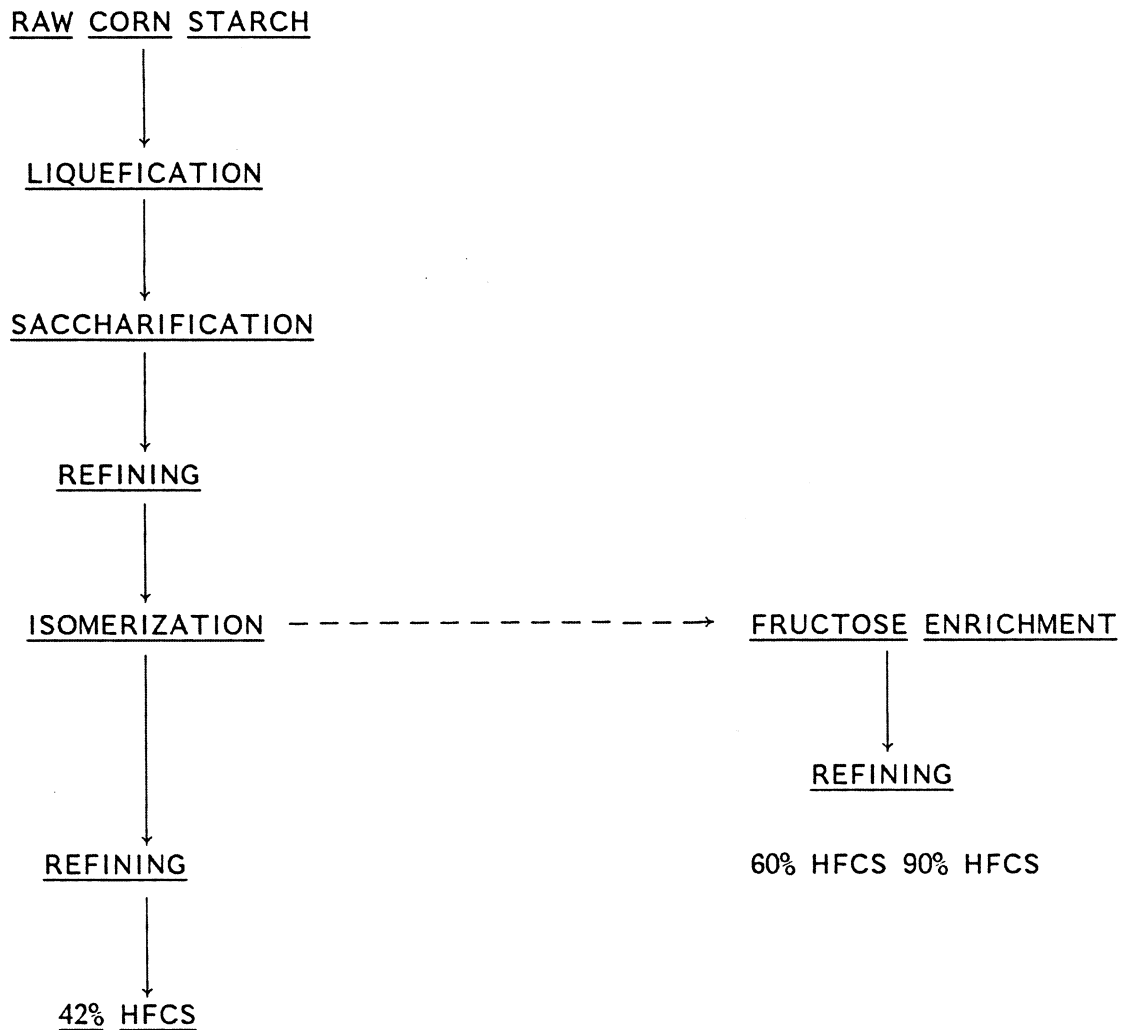 RAW CORN STARCH
LIQUEFICATION
SACCHARIFICATION
REFINING
ISOMERIZATION
FRUCTOSE ENRICHMENT
REFINING
REFINING
60% HFCS 90% HFCS
42% HFCS